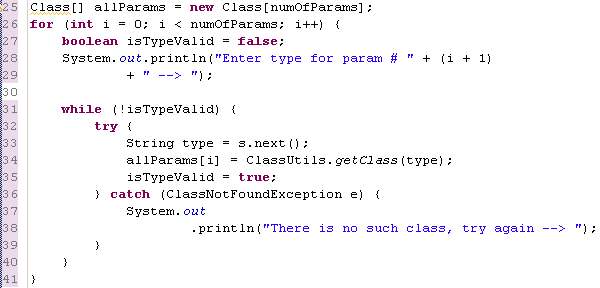 25 Class[] allParams = new Class[numOfParams];
26 for (int i = 0; i < numOfParams; i++) {
27     boolean isTypeValid = false;
28     System.out.println("Enter type for param # " + (i + 1)
29             + " --> ");
30
31     while (!isTypeValid) {
32         try {
33             String type = s.next();
34             allParams[i] = ClassUtils.getClass(type);
35             isTypeValid = true;
36         } catch (ClassNotFoundException e) {
37             System.out
38                     .println("There is no such class, try again --> ");
39         }
40     }
41 }